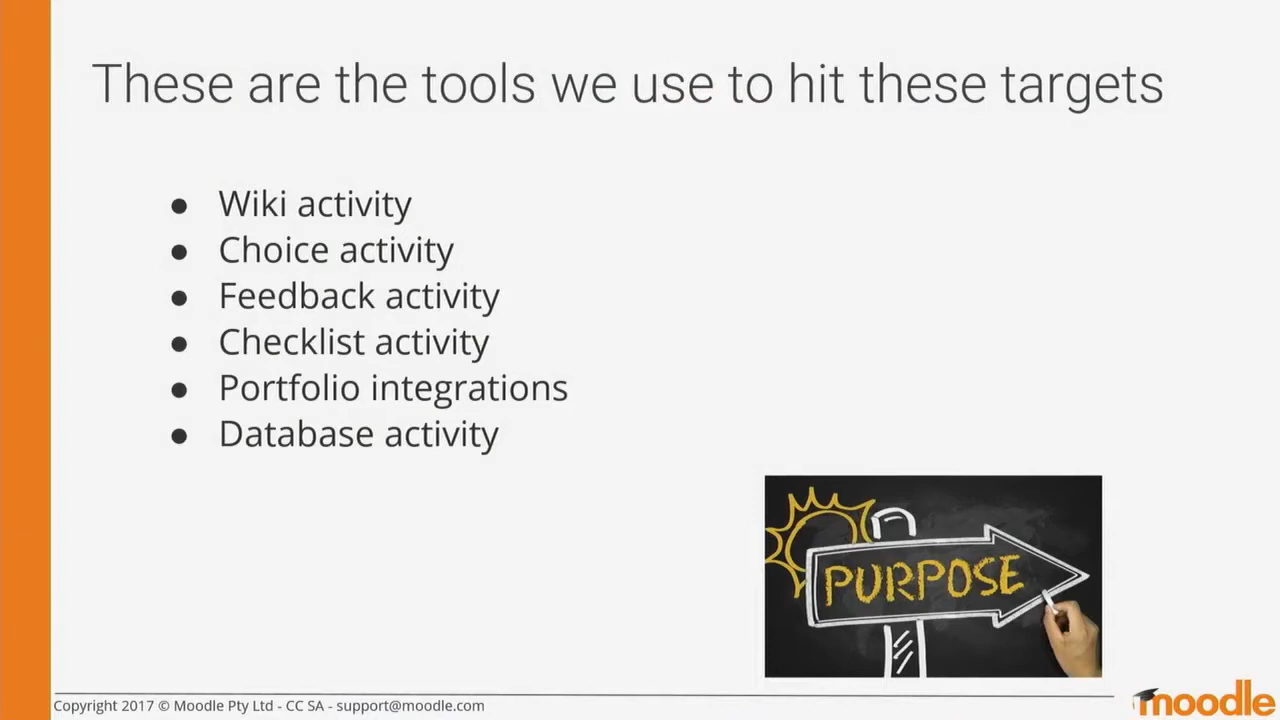 These are the tools we use to hit these targets
● Wiki activity
● Choice activity
● Feedback activity
● Checklist activity
● Portfolio integrations
● Database activity
PURPOSE
Copyright 2017 © Moodle Pty Ltd - CC SA - support@moodle.com
moodle